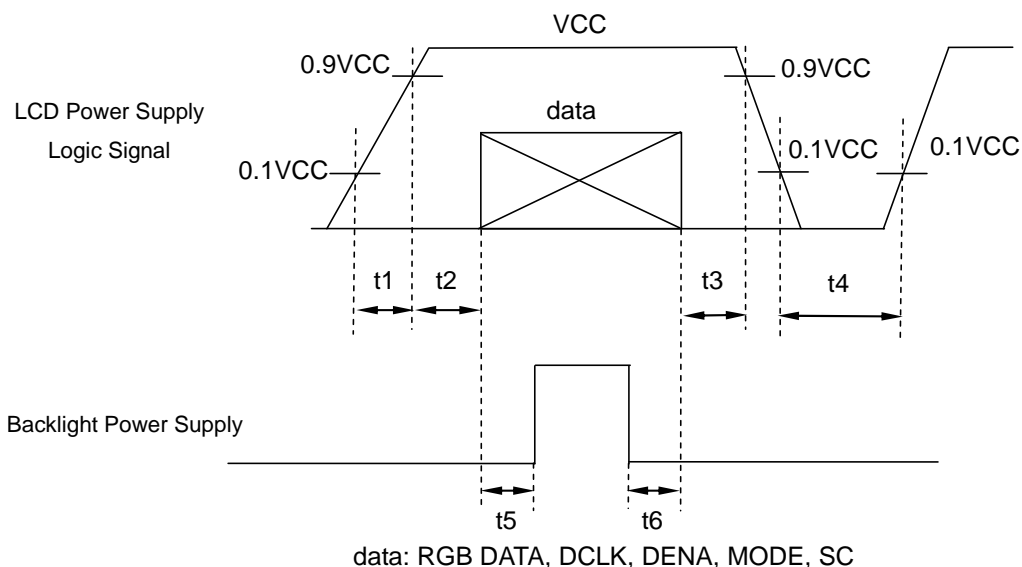 VCC
0.9VCC
0.9VCC
LCD Power Supply
Logic Signal
data
0.1VCC
0.1VCC
0.1VCC
t1
t2
t3
t4
Backlight Power Supply
t5
t6
data: RGB DATA, DCLK, DENA, MODE, SC